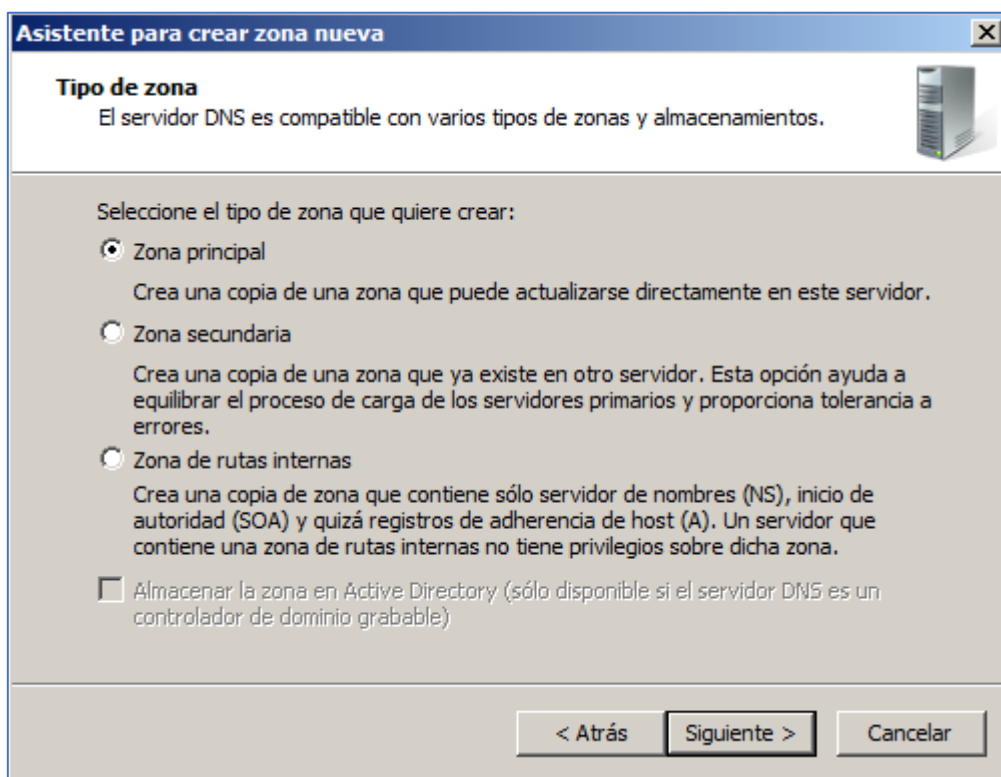 Asistente para crear zona nueva
Tipo de zona
El servidor DNS es compatible con varios tipos de zonas y almacenamientos.
Seleccione el tipo de zona que quiere crear:
Zona principal
Crea una copia de una zona que puede actualizarse directamente en este servidor.
Zona secundaria
Crea una copia de una zona que ya existe en otro servidor. Esta opción ayuda a
equilibrar el proceso de carga de los servidores primarios y proporciona tolerancia a
errores.
Zona de rutas internas
Crea una copia de zona que contiene sólo servidor de nombres (NS), inicio de
autoridad (SOA) y quizá registros de adherencia de host (A). Un servidor que
contiene una zona de rutas internas no tiene privilegios sobre dicha zona.
Almacenar la zona en Active Directory (sólo disponible si el servidor DNS es un
controlador de dominio grabable)
< Atrás Siguiente > Cancelar